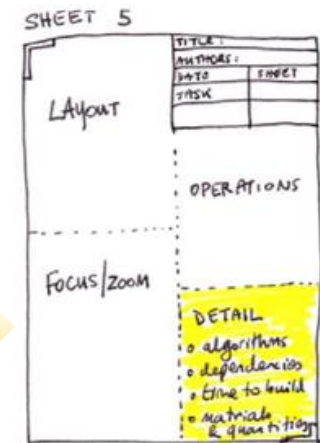 SHEET 5
TITLE:
AUTHORS:
DATE SHEET
TASK
LAYOUT
OPERATIONS
FOCUS/ZOOM
DETAIL
• algorithms
• dependencies
• time to build
• materials
& quantities